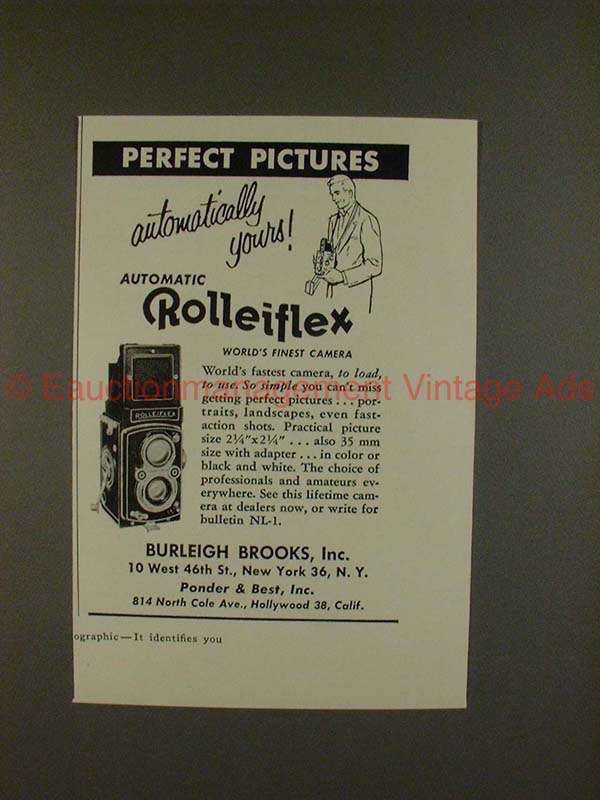 PERFECT PICTURES
automatically
yours!
AUTOMATIC
Rolleiflex
WORLD'S FINEST CAMERA
World's fastest camera, to load,
to use. So simple you can't miss
getting perfect pictures . . . por-
traits, landscapes, even fast-
action shots. Practical picture
size 2¼"x2¼" . . . also 35 mm
size with adapter . . . in color or
black and white. The choice of
professionals and amateurs ev-
erywhere. See this lifetime cam-
era at dealers now, or write for
bulletin NL-1.
ROLLEIFLEX
BURLEIGH BROOKS, Inc.
10 West 46th St., New York 36, N. Y.
Ponder & Best, Inc.
814 North Cole Ave., Hollywood 38, Calif.
ographic—It identifies you
© Eauctionmanagement Vintage Ads